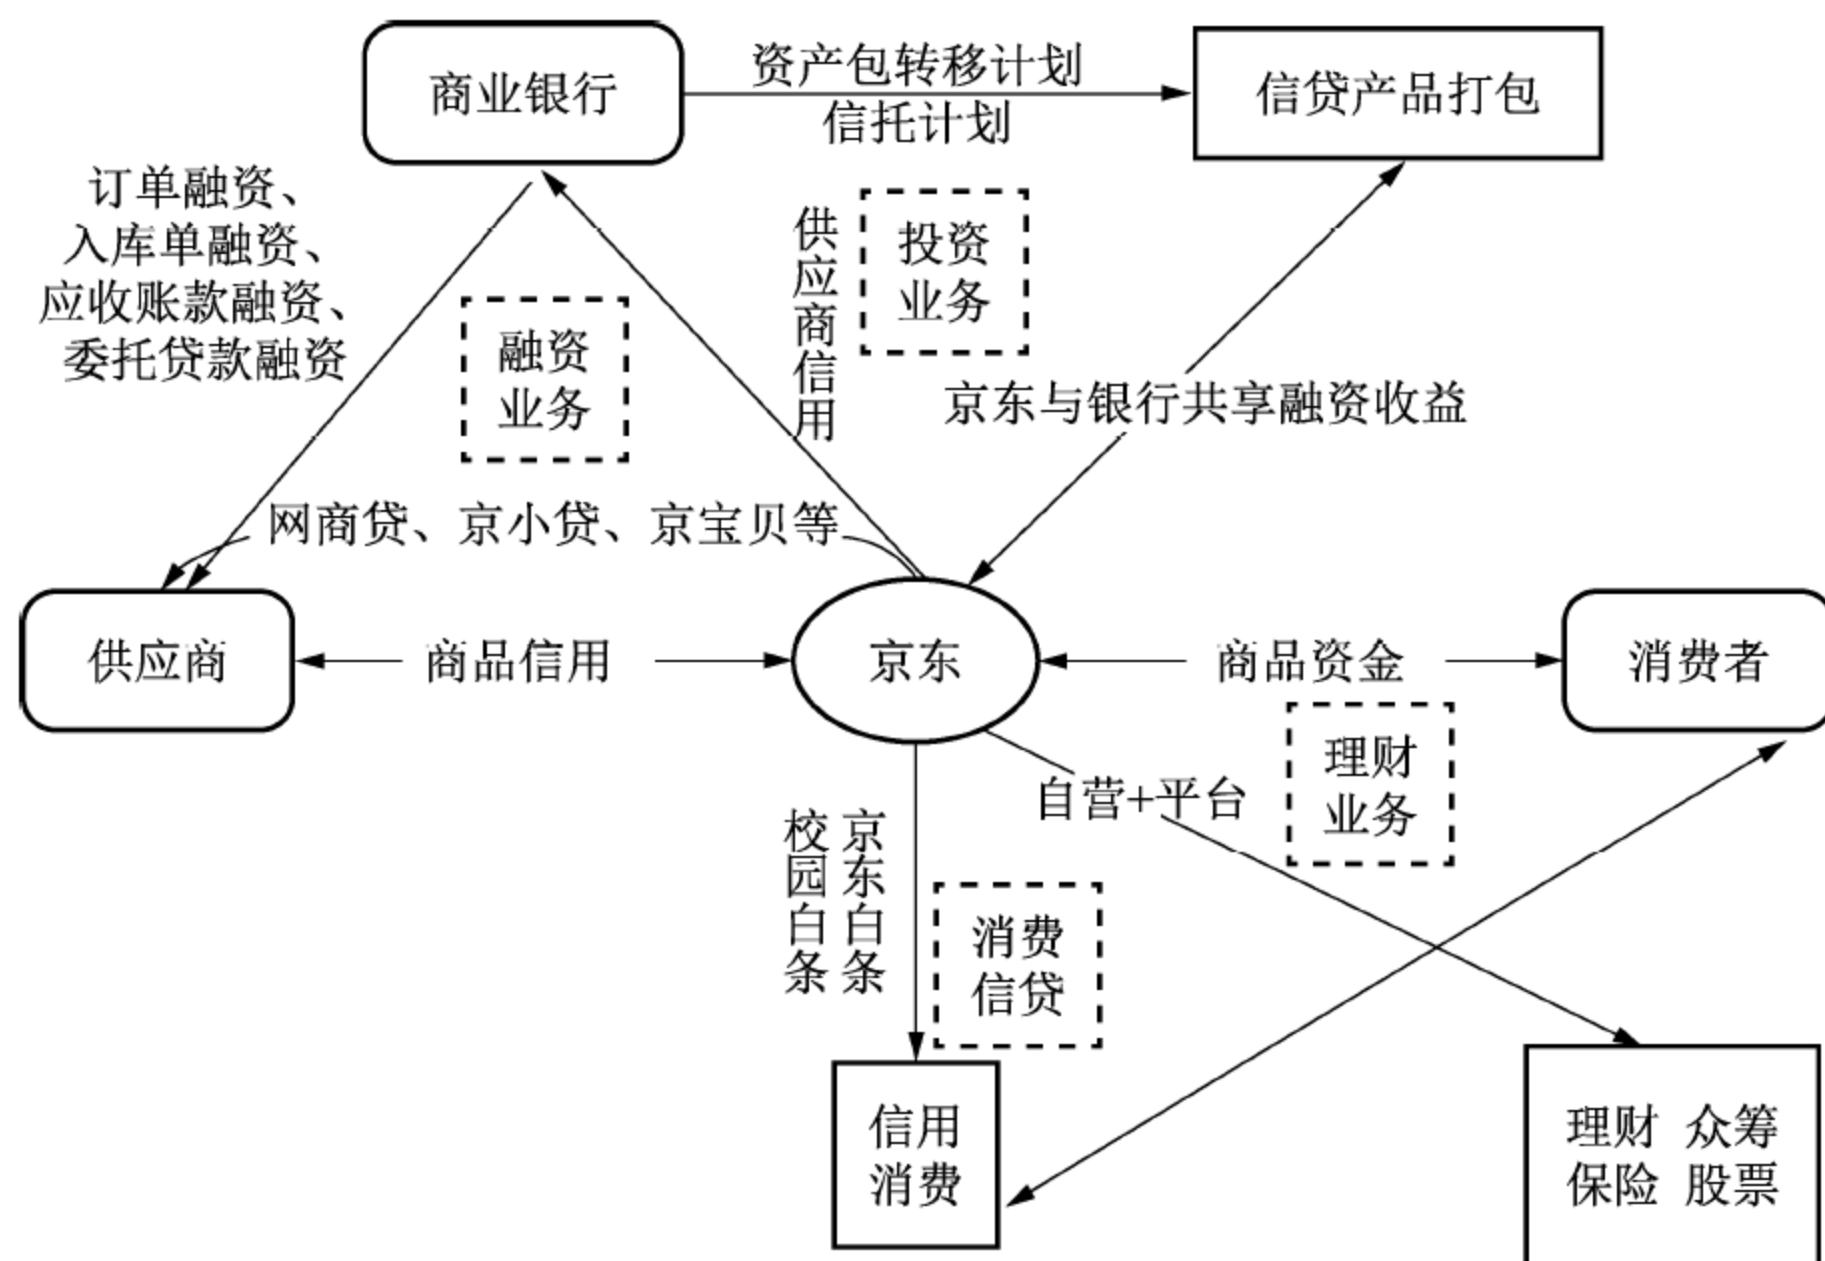 商业银行
资产包转移计划
信托计划
信贷产品打包
订单融资、
入库单融资、
应收账款融资、
委托贷款融资
融资
业务
供应商信用
投资
业务
京东与银行共享融资收益
网商贷、京小贷、京宝贝等
供应商
商品信用
京东
商品资金
消费者
理财
业务
自营+平台
校园白条
京东白条
消费
信贷
信用
消费
理财 众筹
保险 股票